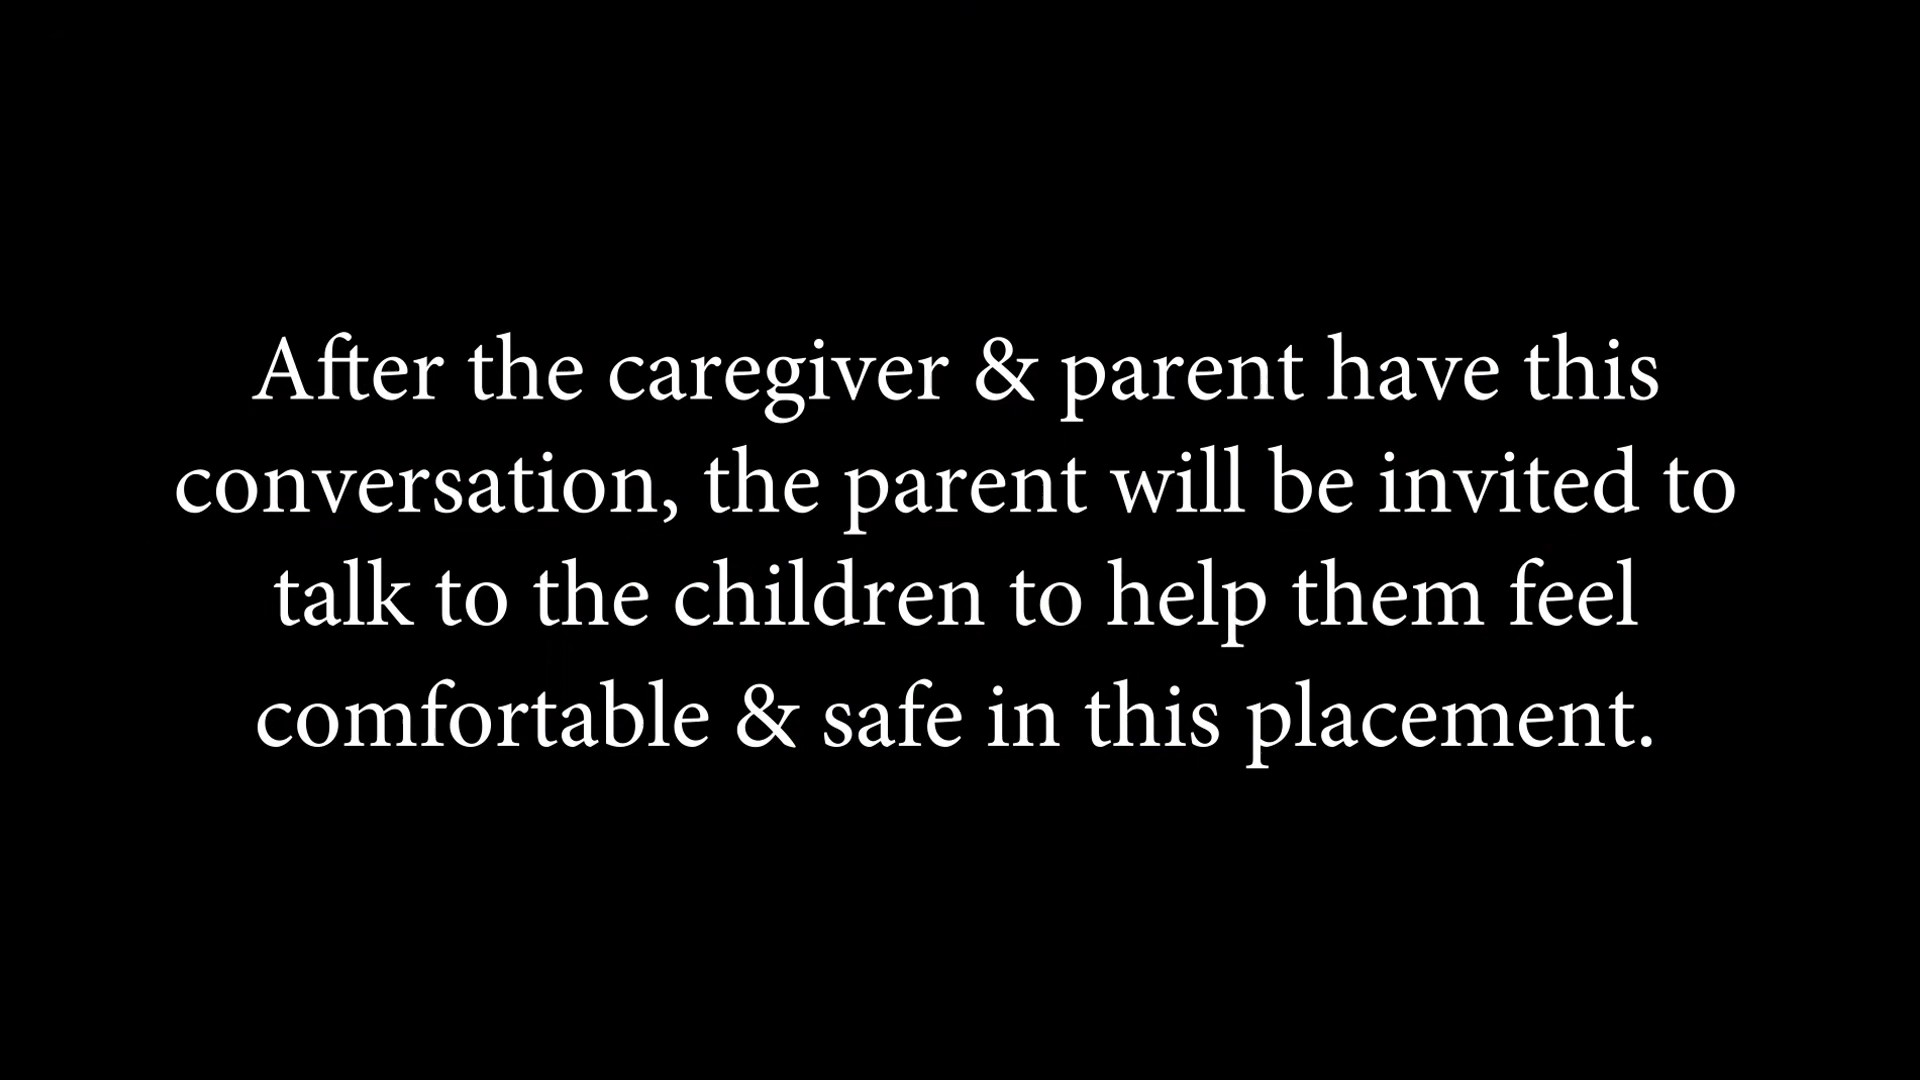 After the caregiver & parent have this
conversation, the parent will be invited to
talk to the children to help them feel
comfortable & safe in this placement.